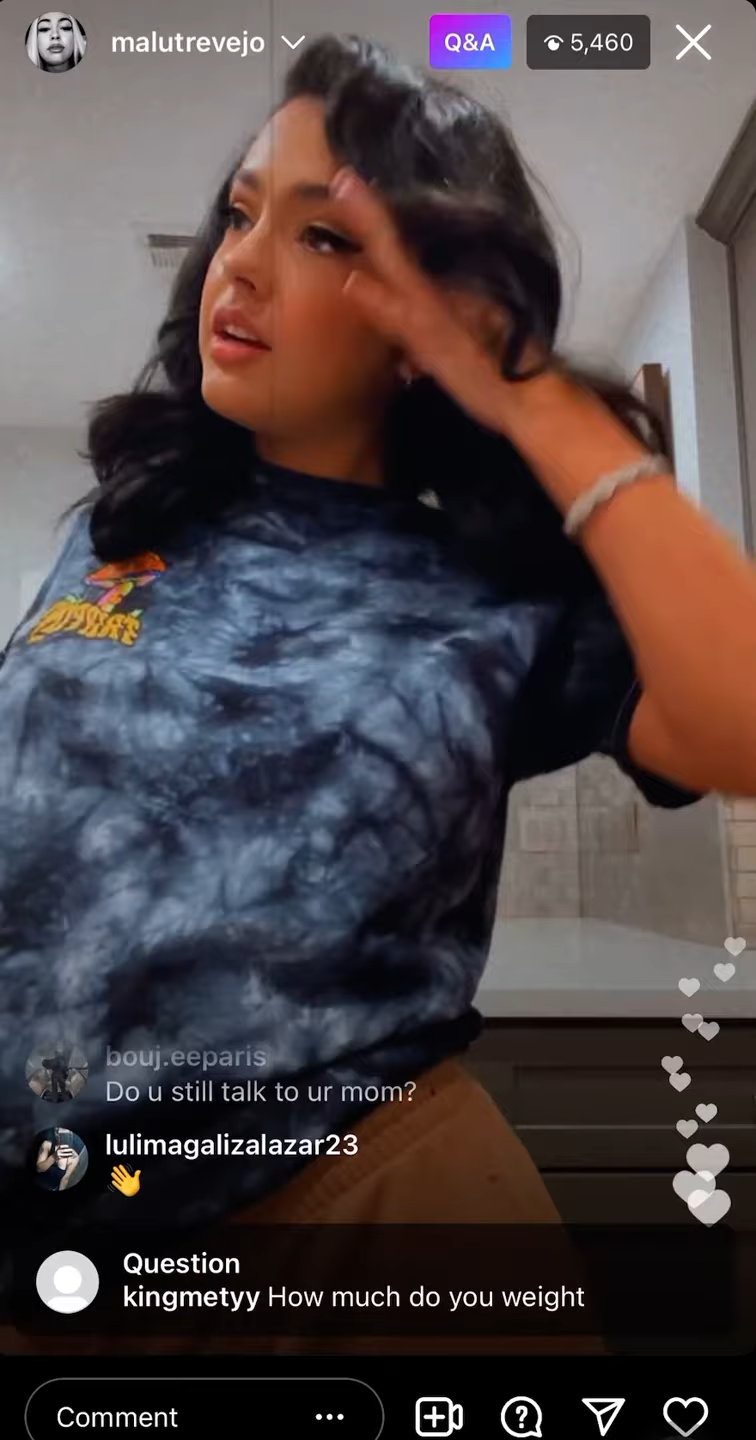 malutrevejo
Q&A
5,460
bouj.eeparis
Do u still talk to ur mom?
lulimagalizalazar23
👋
Question
kingmetyy How much do you weight
Comment